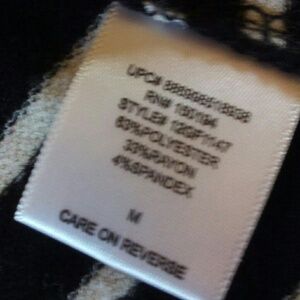 UPC#
RN#
STYLE#
63%POLYESTER
33%RAYON
4%SPANDEX
M
CARE ON REVERSE